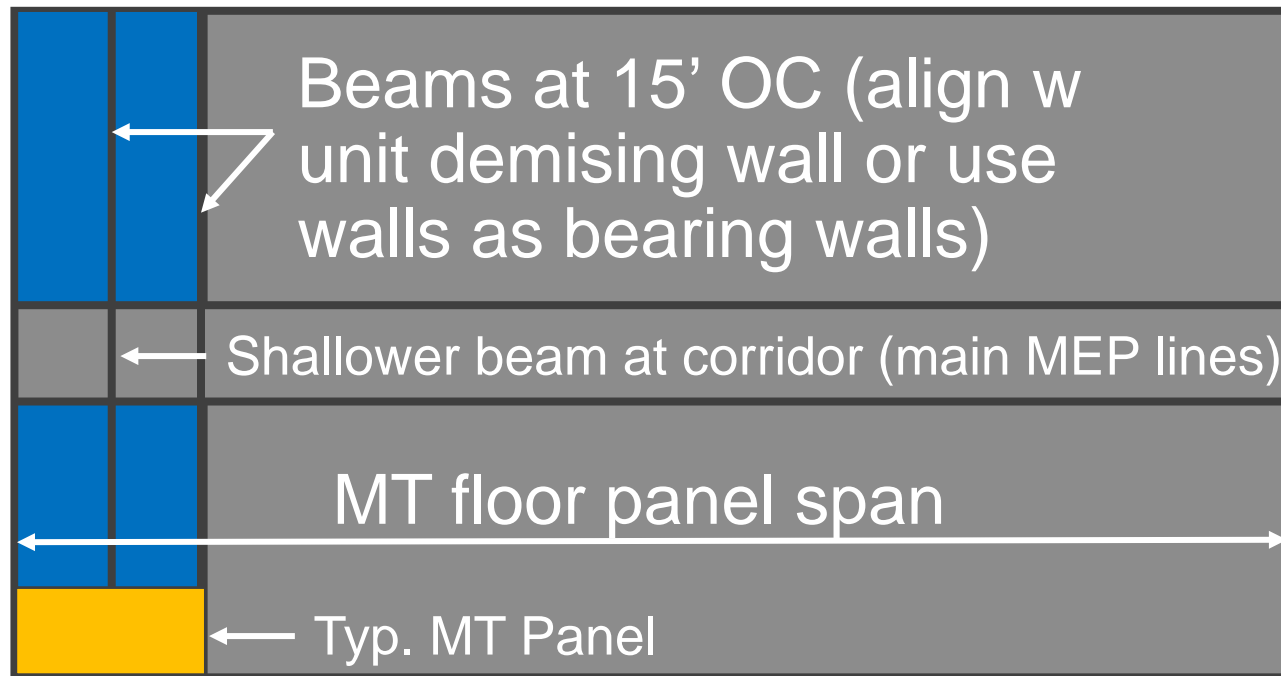 Beams at 15’ OC (align w
unit demising wall or use
walls as bearing walls)
Shallower beam at corridor (main MEP lines)
MT floor panel span
Typ. MT Panel